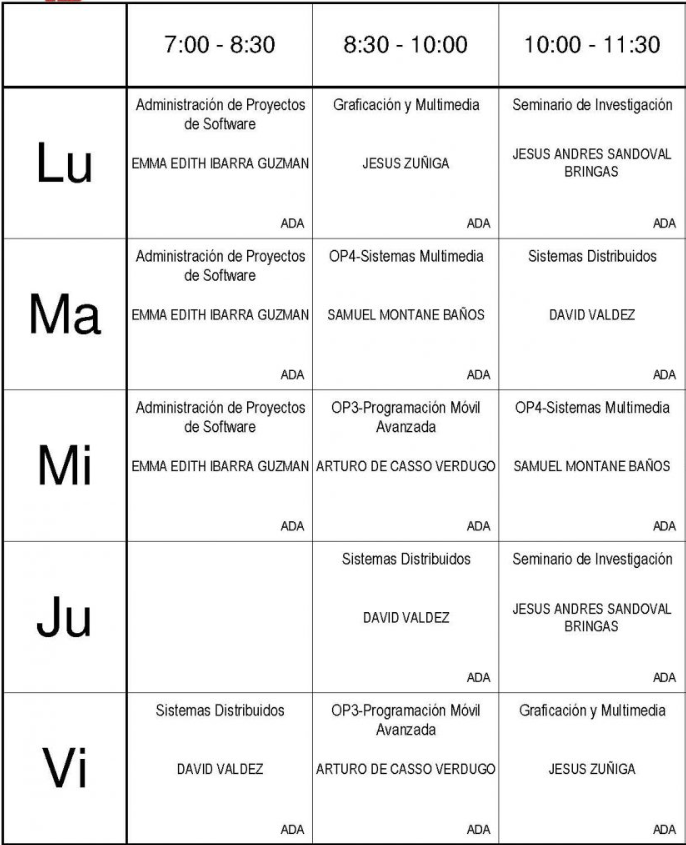 7:00 - 8:30 8:30 - 10:00 10:00 - 11:30
Lu
Administración de Proyectos
de Software
EMMA EDITH IBARRA GUZMAN
ADA
Graficación y Multimedia
JESUS ZUÑIGA
ADA
Seminario de Investigación
JESUS ANDRES SANDOVAL
BRINGAS
ADA
Ma
Administración de Proyectos
de Software
EMMA EDITH IBARRA GUZMAN
ADA
OP4-Sistemas Multimedia
SAMUEL MONTANE BAÑOS
ADA
Sistemas Distribuidos
DAVID VALDEZ
ADA
Mi
Administración de Proyectos
de Software
EMMA EDITH IBARRA GUZMAN
ADA
OP3-Programación Móvil
Avanzada
ARTURO DE CASSO VERDUGO
ADA
OP4-Sistemas Multimedia
SAMUEL MONTANE BAÑOS
ADA
Ju
Sistemas Distribuidos
DAVID VALDEZ
ADA
Seminario de Investigación
JESUS ANDRES SANDOVAL
BRINGAS
ADA
Vi
Sistemas Distribuidos
DAVID VALDEZ
ADA
OP3-Programación Móvil
Avanzada
ARTURO DE CASSO VERDUGO
ADA
Graficación y Multimedia
JESUS ZUÑIGA
ADA